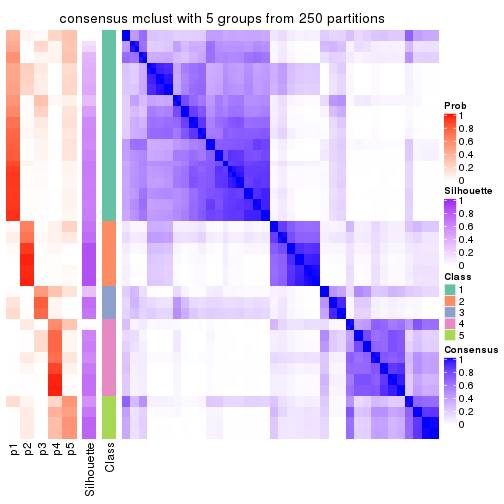 consensus mclust with 5 groups from 250 partitions
Prob
1
0.8
0.6
0.4
0.2
0
Silhouette
1
0.8
0.6
0.4
0.2
0
Class
1
2
3
4
5
Consensus
1
0.8
0.6
0.4
0.2
0
p1
p2
p3
p4
p5
Silhouette
Class